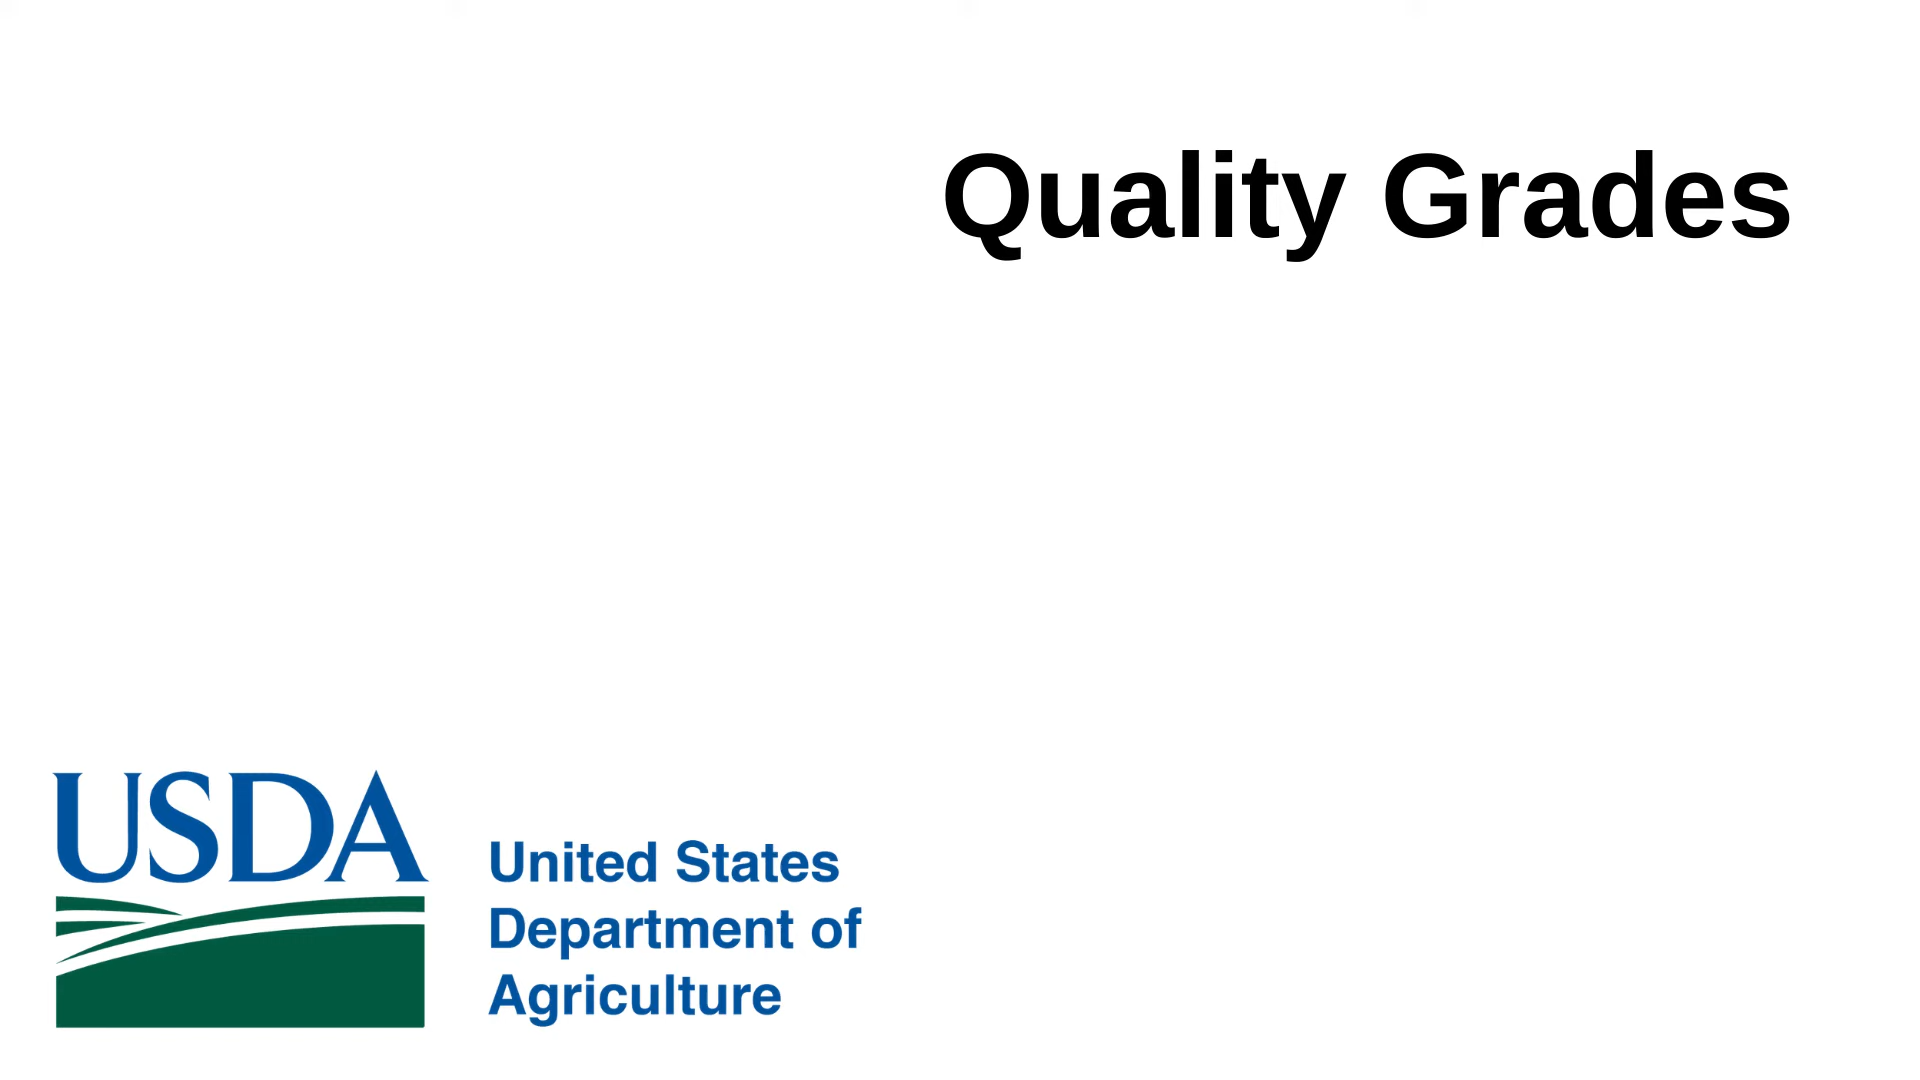 Quality Grades
USDA
United States
Department of
Agriculture